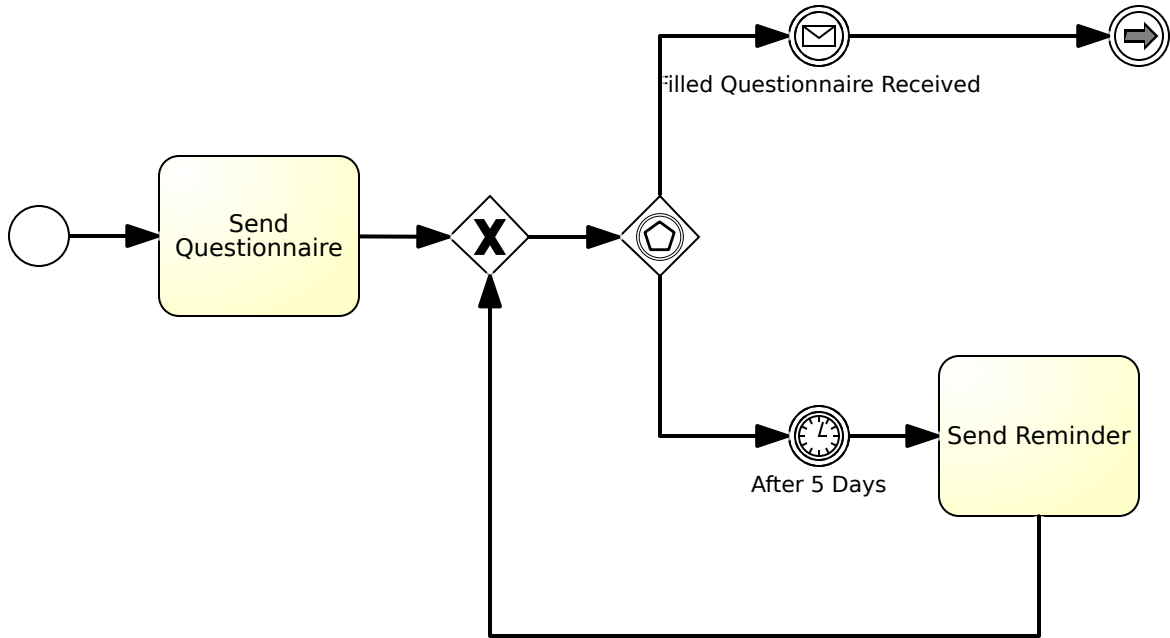 Filled Questionnaire Received
Send
Questionnaire
X
Send Reminder
After 5 Days